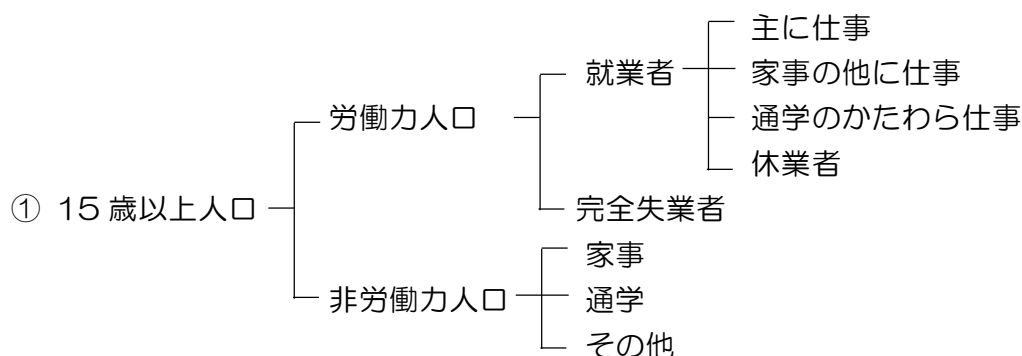 主に仕事
就業者
家事の他に仕事
労働力人口
通学のかたわら仕事
休業者
① 15歳以上人口
完全失業者
家事
非労働力人口
通学
その他